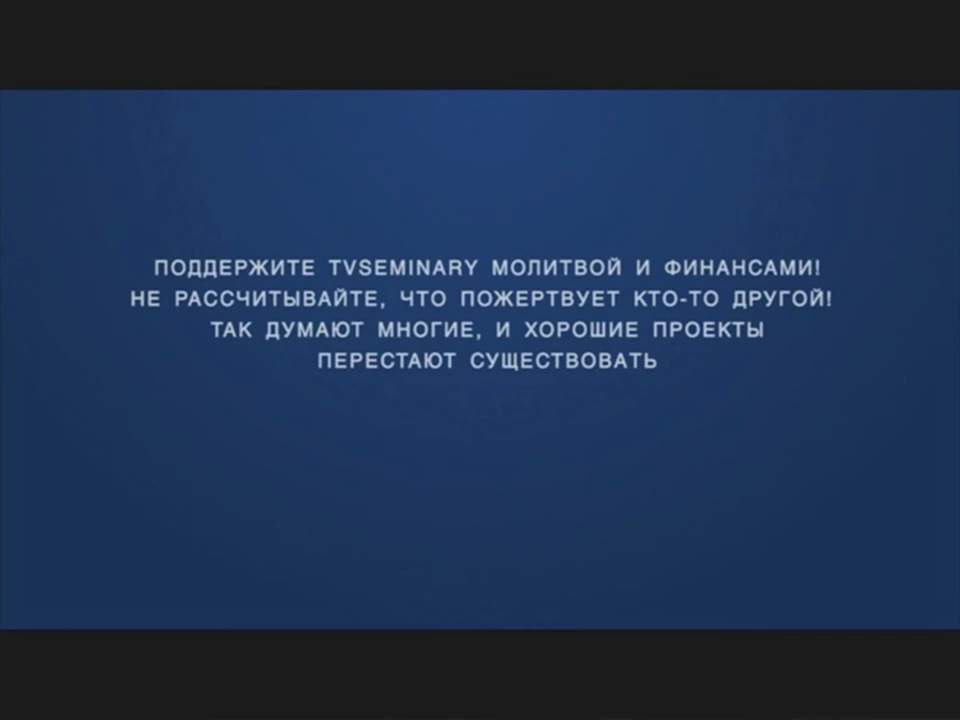 ПОДДЕРЖИТЕ TVSEMINARY МОЛИТВОЙ И ФИНАНСАМИ!
НЕ РАССЧИТЫВАЙТЕ, ЧТО ПОЖЕРТВУЕТ КТО-ТО ДРУГОЙ!
ТАК ДУМАЮТ МНОГИЕ, И ХОРОШИЕ ПРОЕКТЫ
ПЕРЕСТАЮТ СУЩЕСТВОВАТЬ